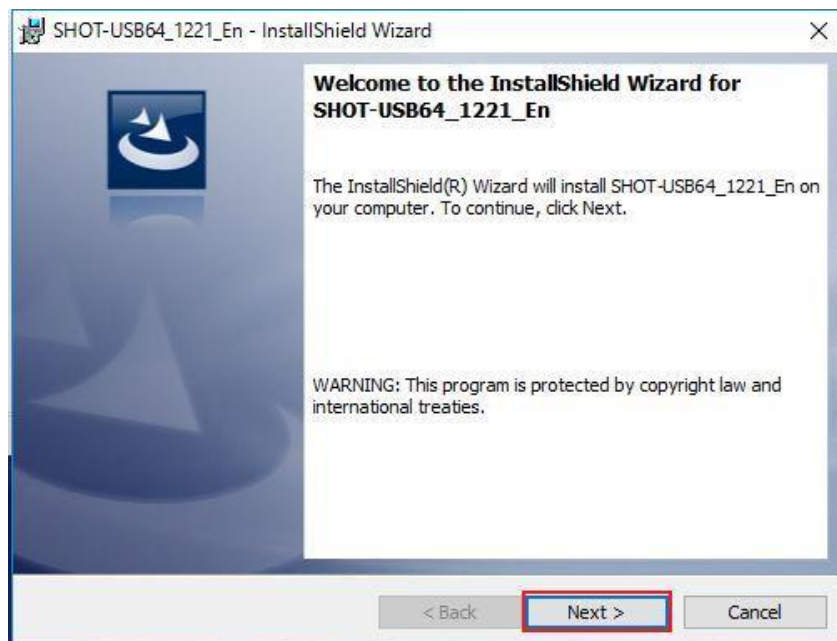 SHOT-USB64_1221_En - InstallShield Wizard
Welcome to the InstallShield Wizard for
SHOT-USB64_1221_En
The InstallShield(R) Wizard will install SHOT-USB64_1221_En on
your computer. To continue, click Next.
WARNING: This program is protected by copyright law and
international treaties.
< Back Next > Cancel